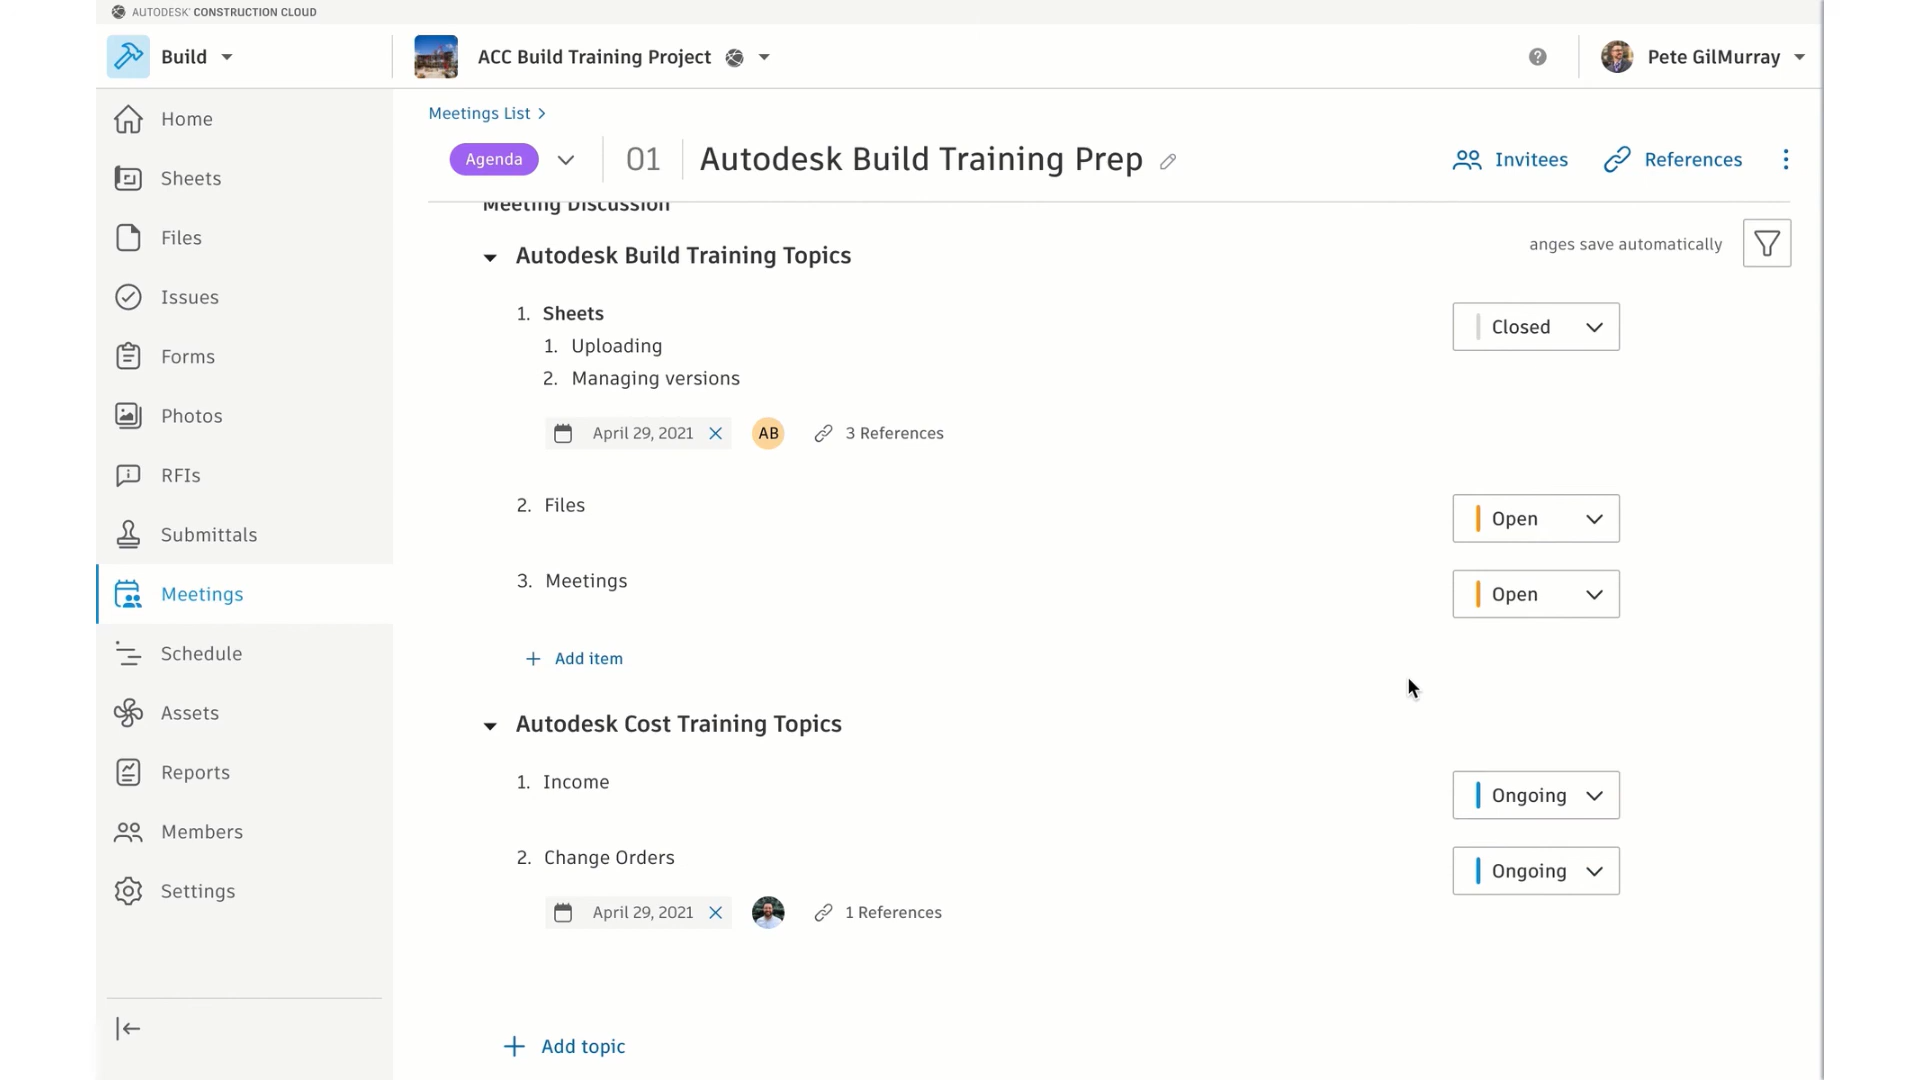 AUTODESK CONSTRUCTION CLOUD
Build
ACC Build Training Project
Pete GilMurray
Home
Sheets
Files
Issues
Forms
Photos
RFIs
Submittals
Meetings
Schedule
Assets
Reports
Members
Settings
Meetings List
Agenda
01
Autodesk Build Training Prep
Invitees
References
Meeting Discussion
anges save automatically
Autodesk Build Training Topics
1. Sheets
Closed
1. Uploading
2. Managing versions
April 29, 2021
AB
3 References
2. Files
Open
3. Meetings
Open
+ Add item
Autodesk Cost Training Topics
1. Income
Ongoing
2. Change Orders
Ongoing
April 29, 2021
1 References
+ Add topic